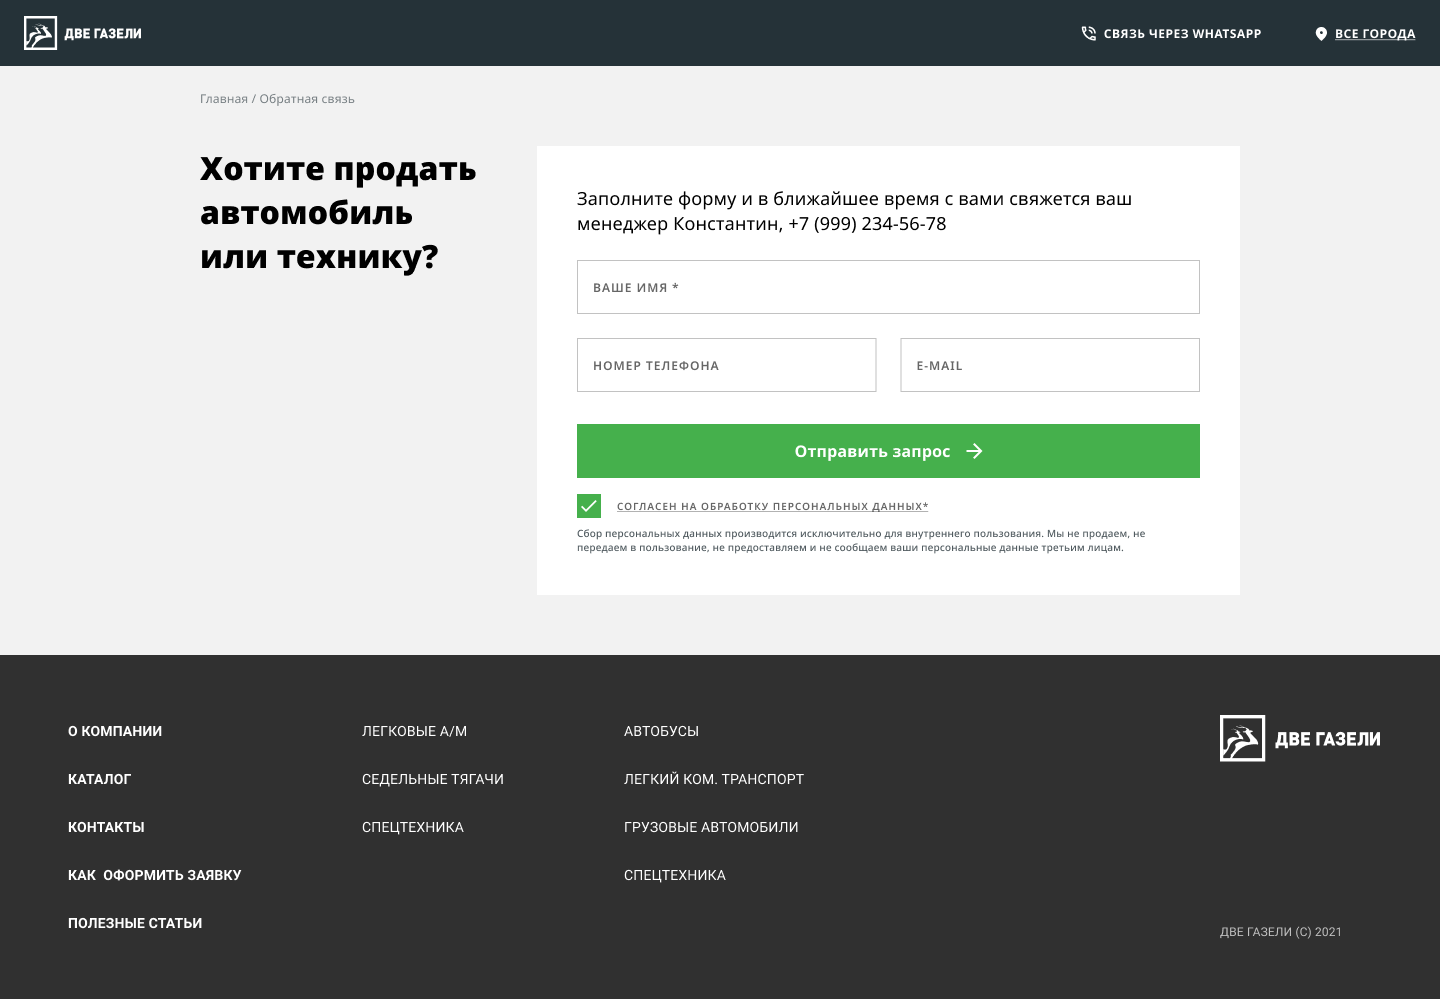 ДВЕ ГАЗЕЛИ
СВЯЗЬ ЧЕРЕЗ WHATSAPP
ВСЕ ГОРОДА
Главная / Обратная связь
Хотите продать
автомобиль
или технику?
Заполните форму и в ближайшее время с вами свяжется ваш
менеджер Константин, +7 (999) 234-56-78
ВАШЕ ИМЯ *
НОМЕР ТЕЛЕФОНА
E-MAIL
Отправить запрос
СОГЛАСЕН НА ОБРАБОТКУ ПЕРСОНАЛЬНЫХ ДАННЫХ*
Сбор персональных данных производится исключительно для внутреннего пользования. Мы не продаем, не
передаем в пользование, не предоставляем и не сообщаем ваши персональные данные третьим лицам.
О КОМПАНИИ
КАТАЛОГ
КОНТАКТЫ
КАК  ОФОРМИТЬ ЗАЯВКУ
ПОЛЕЗНЫЕ СТАТЬИ
ЛЕГКОВЫЕ А/М
СЕДЕЛЬНЫЕ ТЯГАЧИ
СПЕЦТЕХНИКА
АВТОБУСЫ
ЛЕГКИЙ КОМ. ТРАНСПОРТ
ГРУЗОВЫЕ АВТОМОБИЛИ
СПЕЦТЕХНИКА
ДВЕ ГАЗЕЛИ
ДВЕ ГАЗЕЛИ (С) 2021